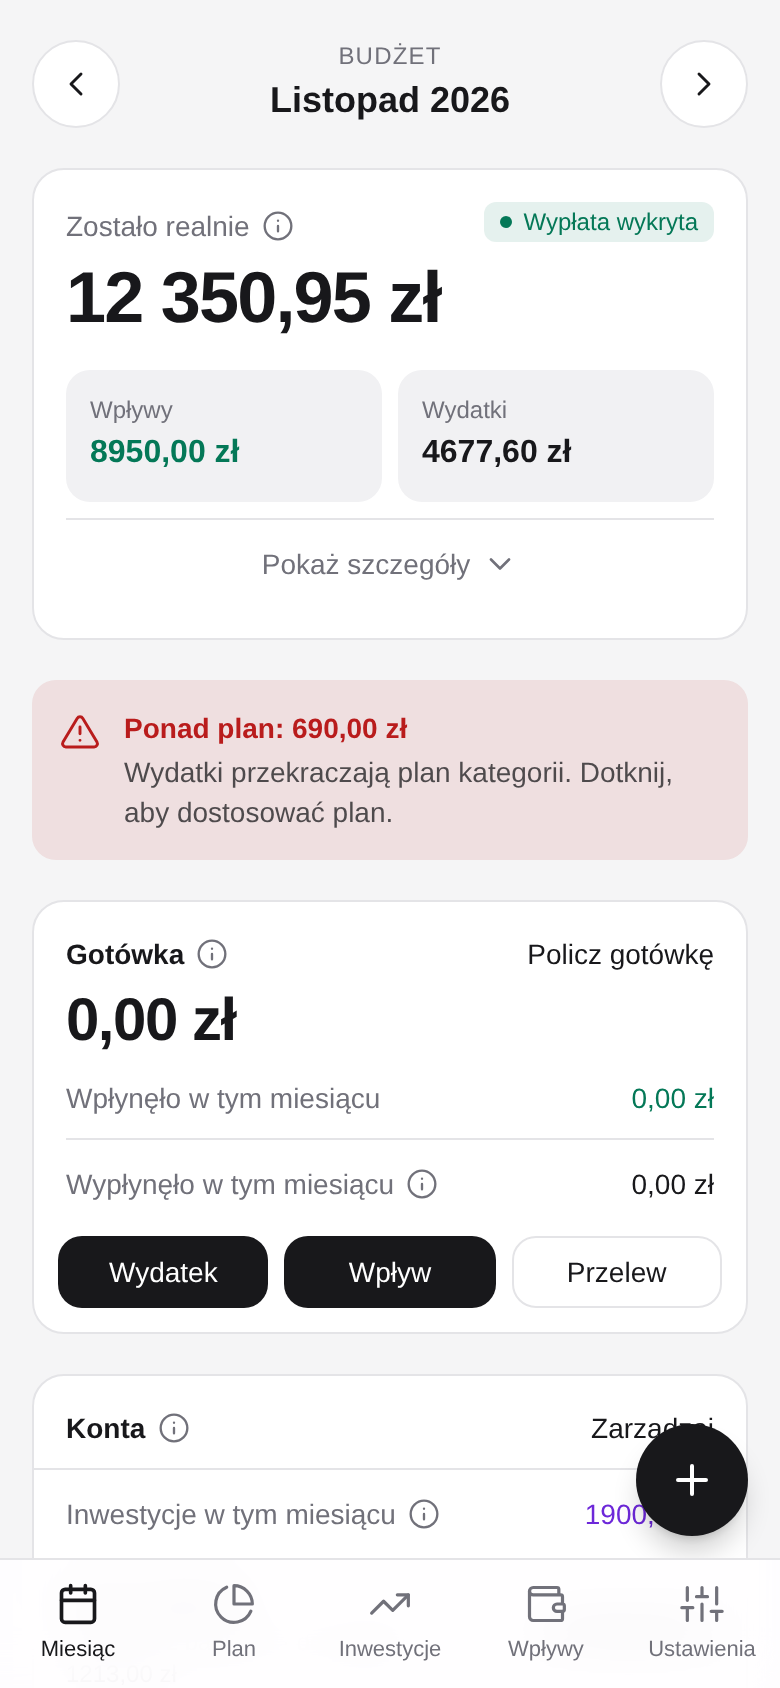 BUDŻET
Listopad 2026
Zostało realnie
Wypłata wykryta
12 350,95 zł
Wpływy
8950,00 zł
Wydatki
4677,60 zł
Pokaż szczegóły
Ponad plan: 690,00 zł
Wydatki przekraczają plan kategorii. Dotknij,
aby dostosować plan.
Gotówka
Policz gotówkę
0,00 zł
Wpłynęło w tym miesiącu
0,00 zł
Wypłynęło w tym miesiącu
0,00 zł
Wydatek
Wpływ
Przelew
Konta
Inwestycje w tym miesiącu
1900,
Miesiąc
Plan
Inwestycje
Wpływy
Ustawienia